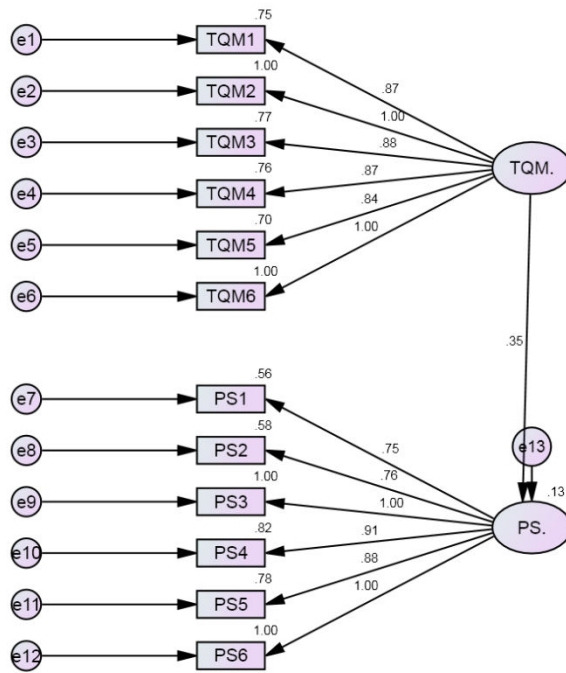 .75
e1 TQM1
1.00
e2 TQM2 .87
.77 1.00
e3 TQM3 .88
.76 .87 TQM.
e4 TQM4
.70 .84
e5 TQM5
1.00 1.00
e6 TQM6
.35
.56
e7 PS1
.58 .75
e8 PS2 e13
1.00 .76
e9 PS3 1.00 .13
.82 .91 PS.
e10 PS4
.78 .88
e11 PS5
1.00 1.00
e12 PS6